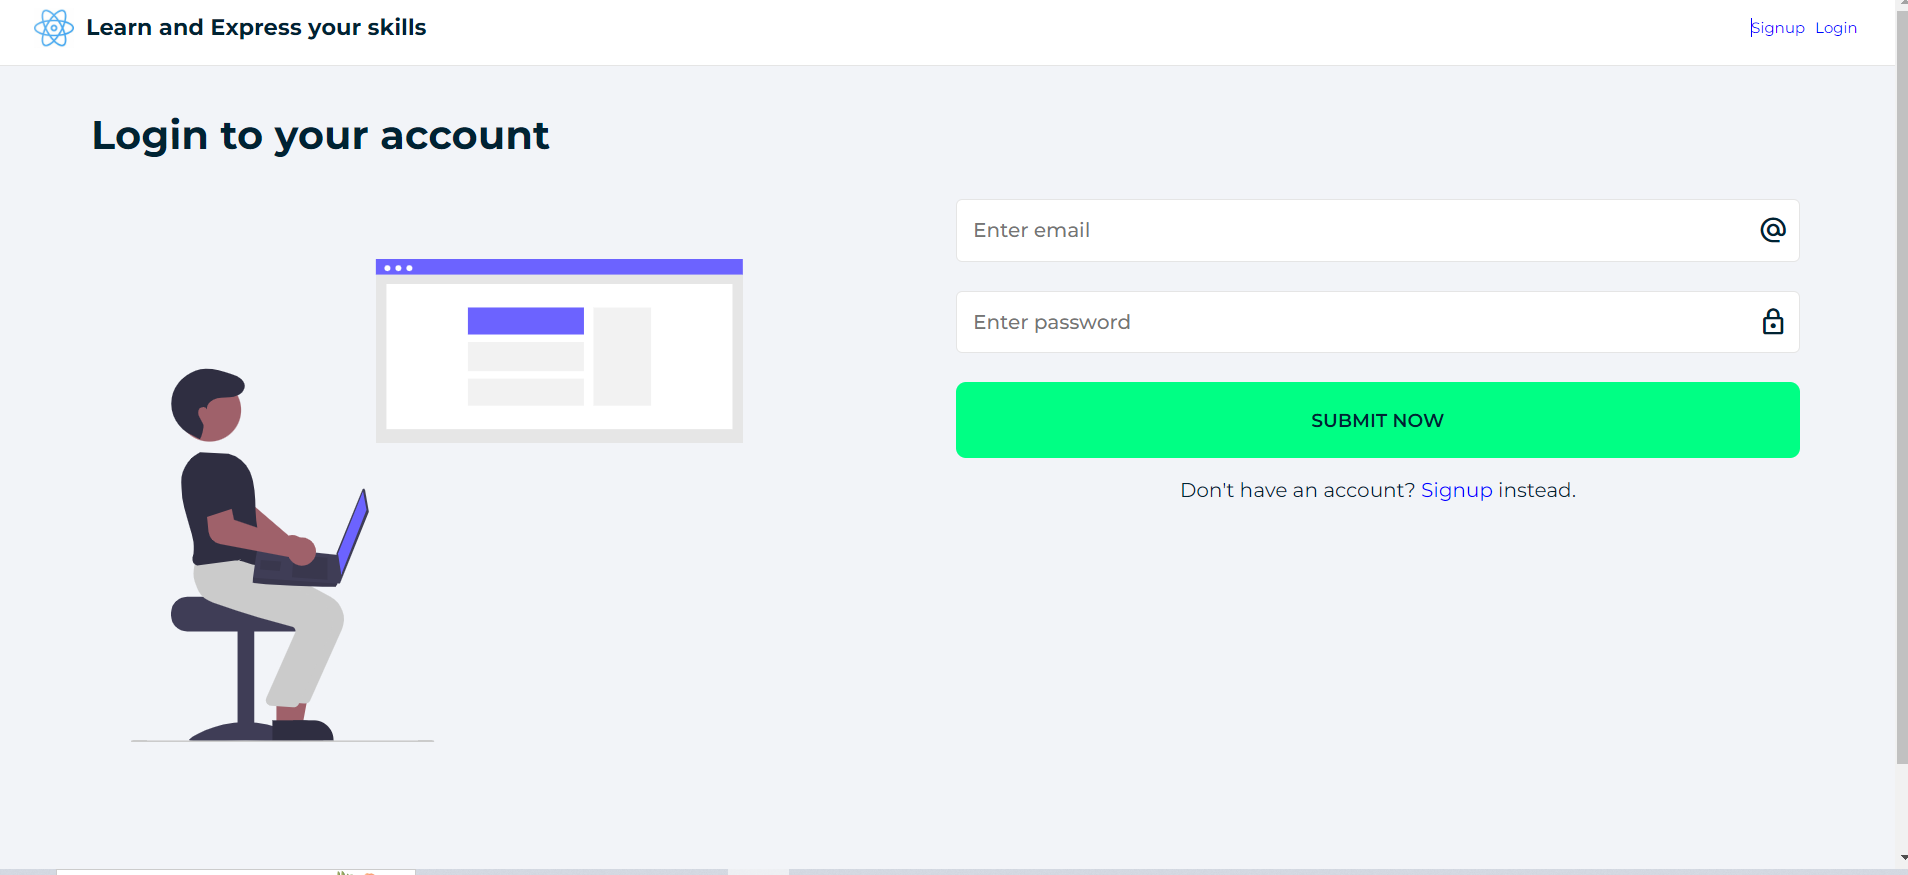 Learn and Express your skills
Signup Login
Login to your account
Enter email
Enter password
SUBMIT NOW
Don't have an account? Signup instead.